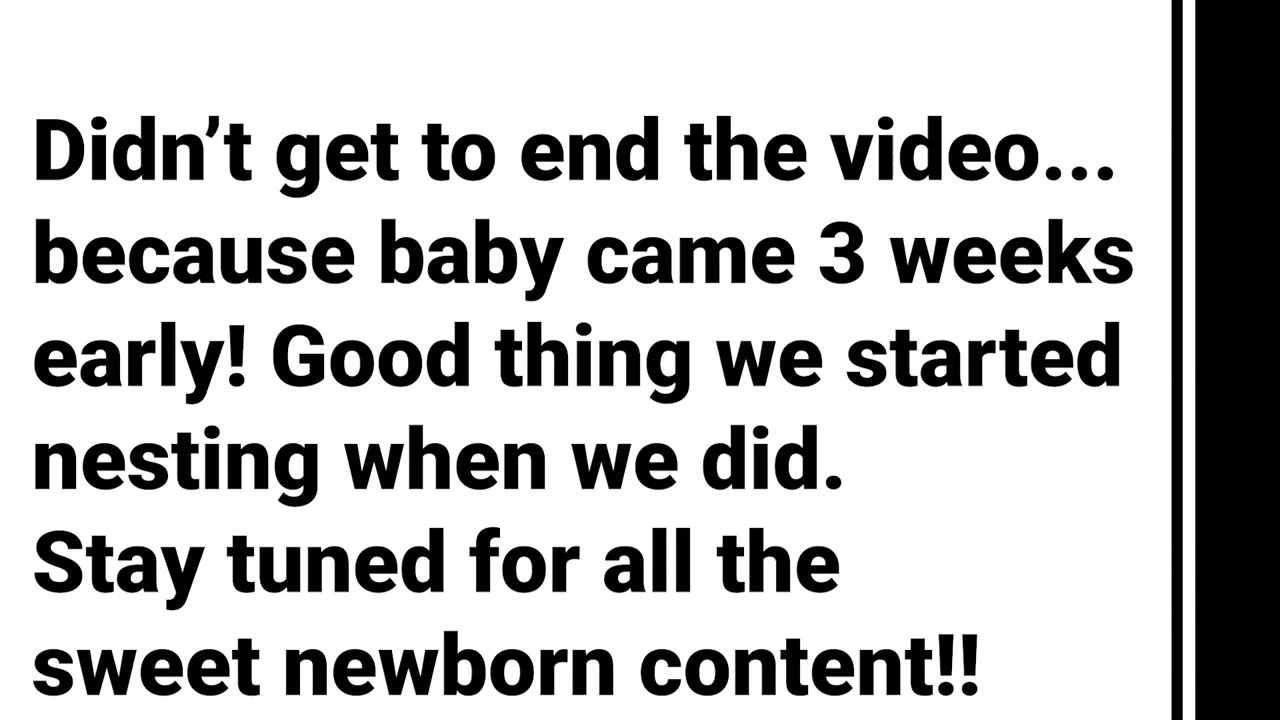 Didn’t get to end the video...
because baby came 3 weeks
early! Good thing we started
nesting when we did.
Stay tuned for all the
sweet newborn content!!